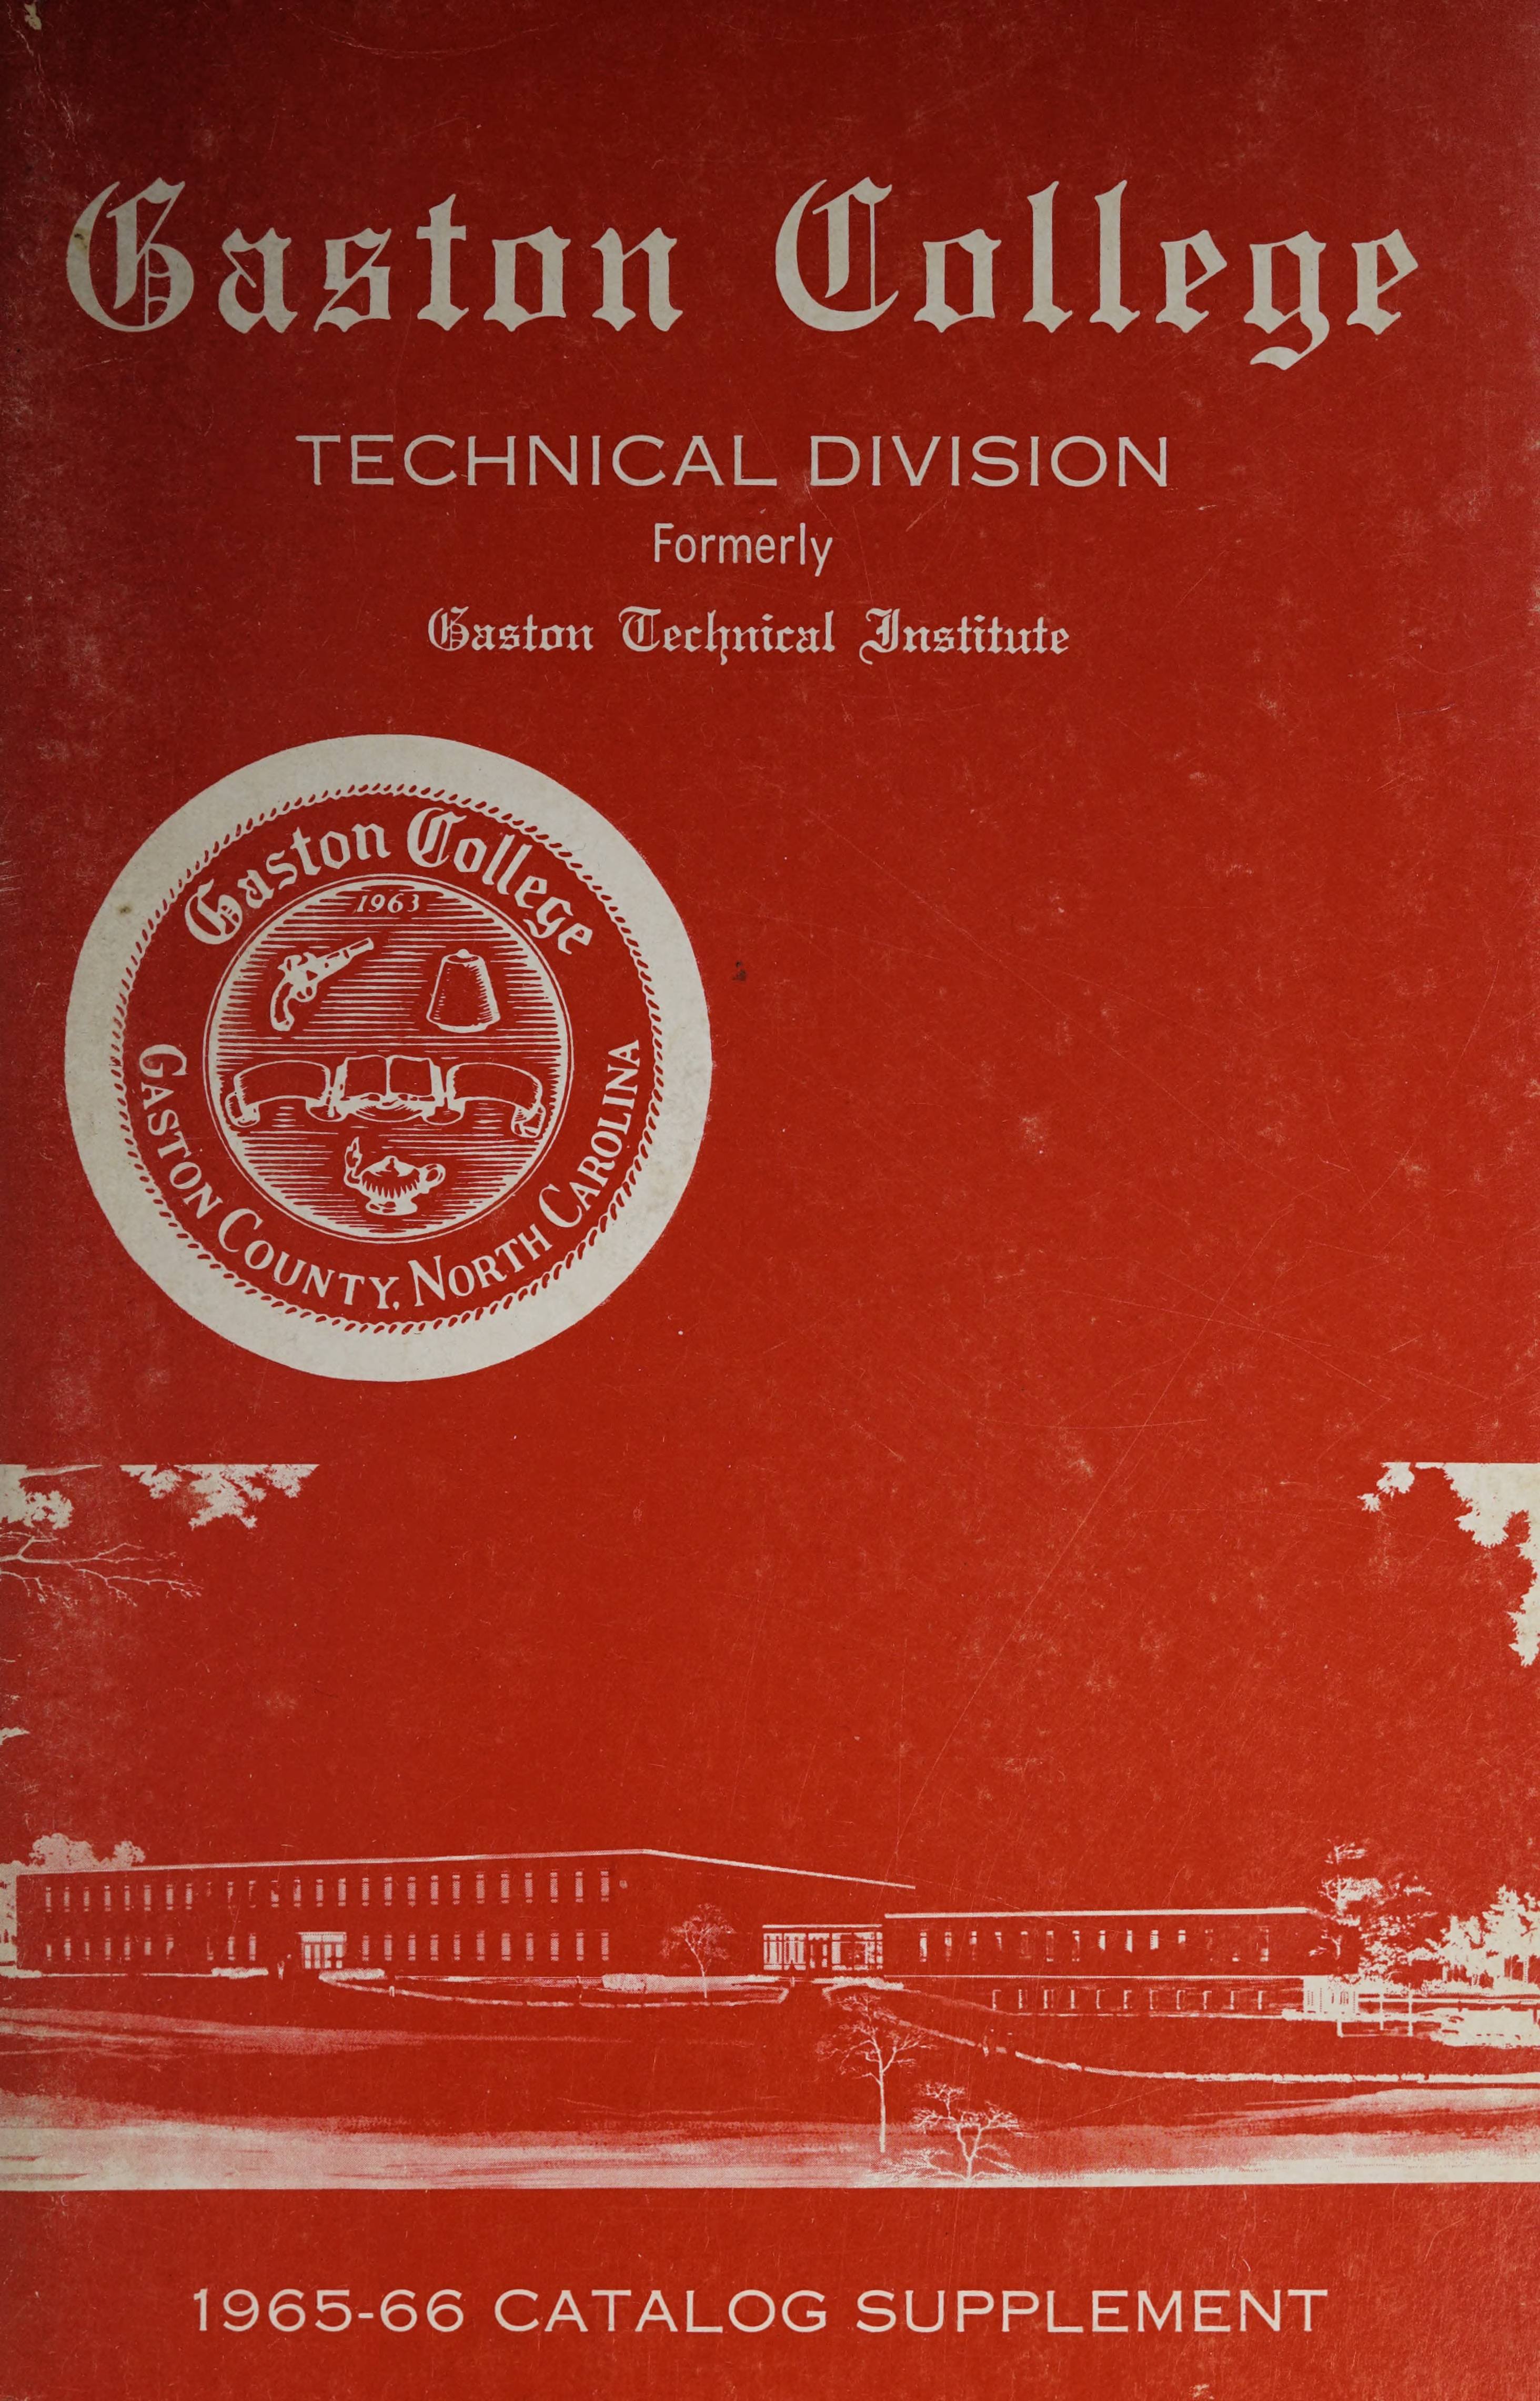 Gaston College
TECHNICAL DIVISION
Formerly
Gaston Technical Institute
Gaston College
1963
GASTON COUNTY, NORTH CAROLINA
1965-66 CATALOG SUPPLEMENT